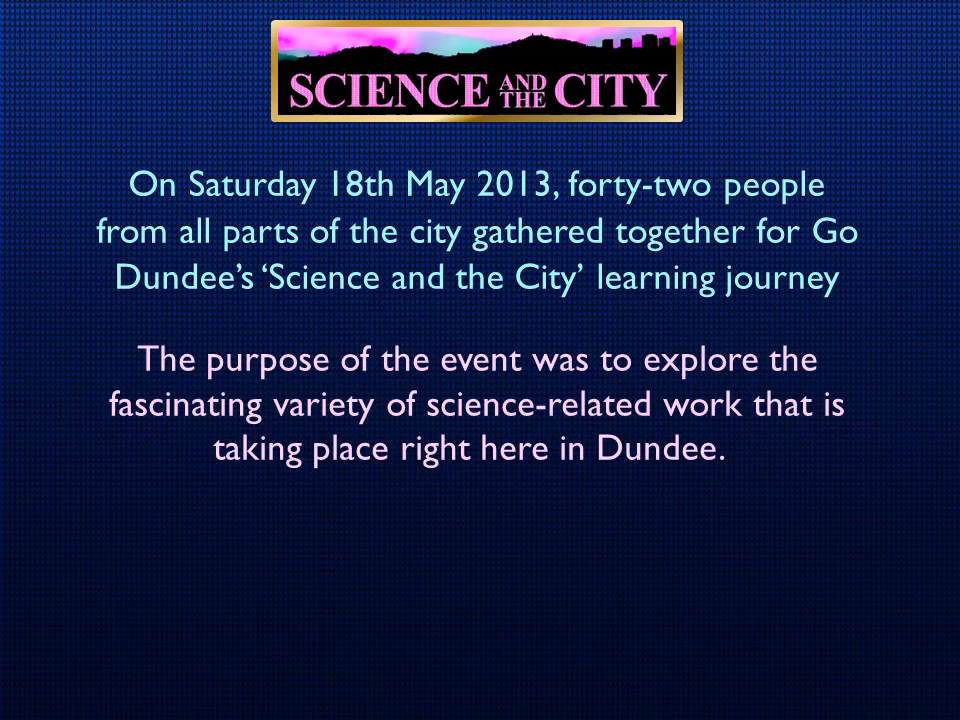 SCIENCE AND THE CITY
On Saturday 18th May 2013, forty-two people
from all parts of the city gathered together for Go
Dundee’s ‘Science and the City’ learning journey
The purpose of the event was to explore the
fascinating variety of science-related work that is
taking place right here in Dundee.